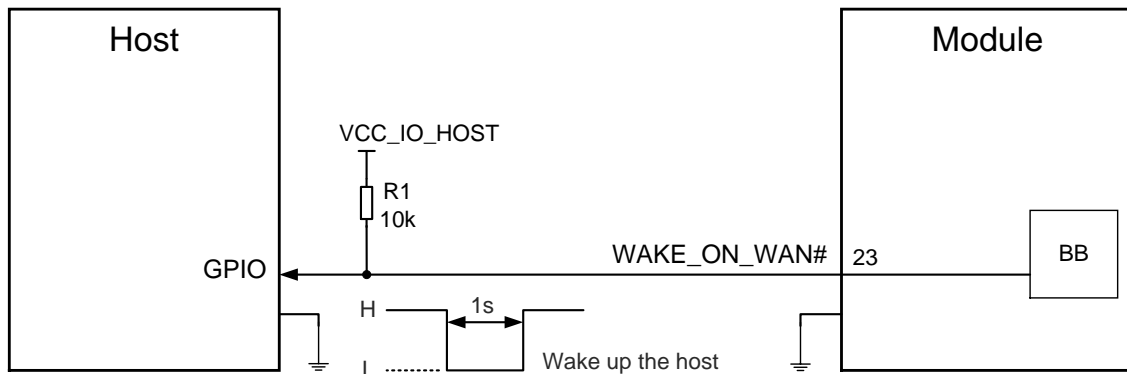 Host
Module
VCC_IO_HOST
R1
10k
GPIO
WAKE_ON_WAN#
23
BB
H
1s
L
Wake up the host